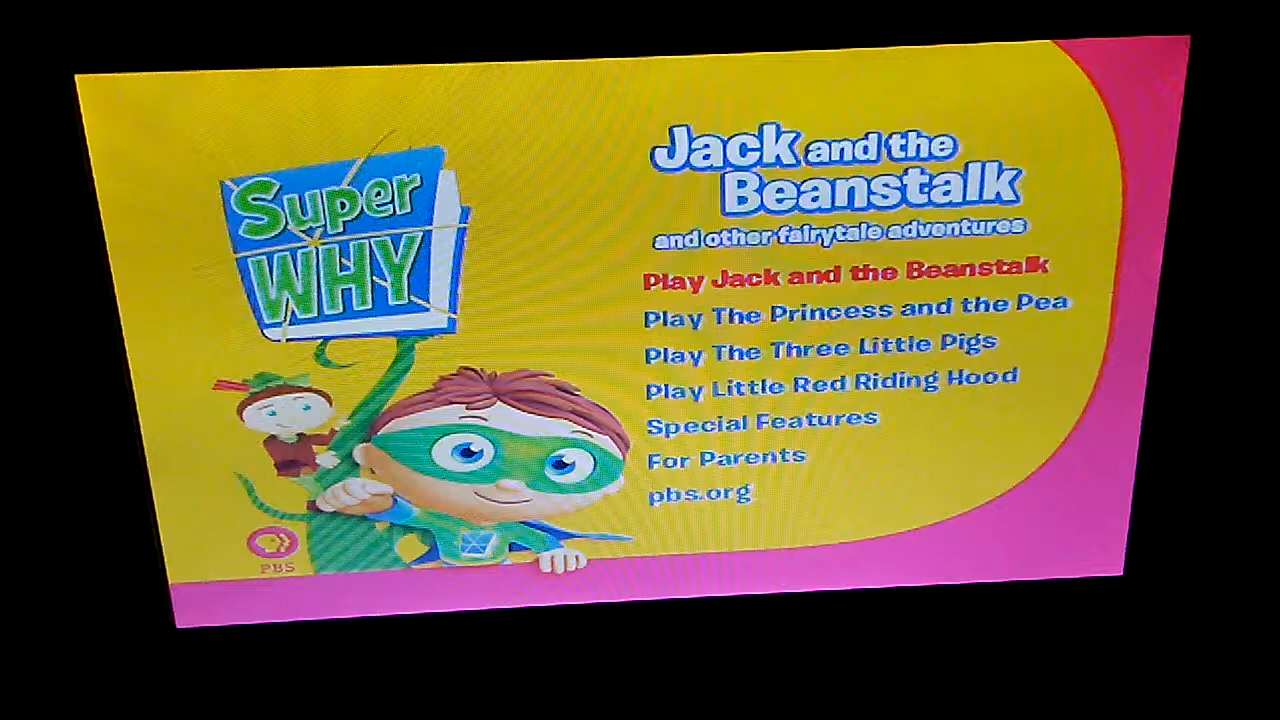 Super
WHY
Jack and the
Beanstalk
and other fairytale adventures
Play Jack and the Beanstalk
Play The Princess and the Pea
Play The Three Little Pigs
Play Little Red Riding Hood
Special Features
For Parents
pbs.org
PBS